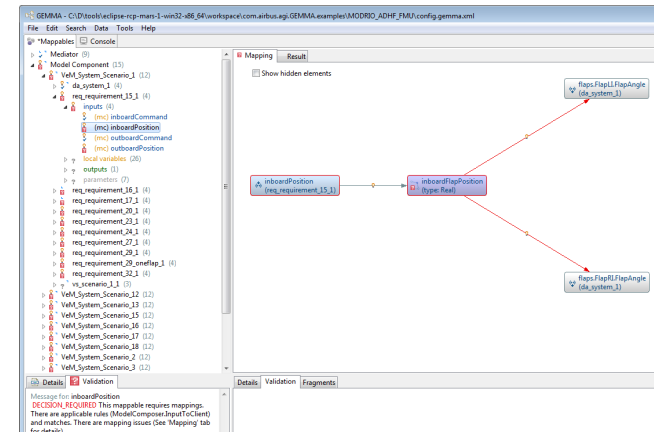 GEMMA - C:\D\tools\eclipse-rcp-mars-1-win32-x86_64\workspace\com.airbus.agi.GEMMA.examples\MODRIO_ADHF_FMU\config.gemma.xml
File Edit Search Data Tools Help
*Mappables Console
Mediator (9)
Model Component (15)
VeM_System_Scenario_1 (12)
da_system_1 (4)
req_requirement_15_1 (4)
inputs (4)
(mc) inboardCommand
(mc) inboardPosition
(mc) outboardCommand
(mc) outboardPosition
local variables (26)
outputs (1)
parameters (7)
req_requirement_16_1 (4)
req_requirement_17_1 (4)
req_requirement_20_1 (4)
req_requirement_23_1 (4)
req_requirement_24_1 (4)
req_requirement_27_1 (4)
req_requirement_29_1 (4)
req_requirement_29_oneflap_1 (4)
req_requirement_32_1 (4)
vs_scenario_1_1 (3)
VeM_System_Scenario_12 (12)
VeM_System_Scenario_13 (12)
VeM_System_Scenario_15 (12)
VeM_System_Scenario_16 (12)
VeM_System_Scenario_17 (12)
VeM_System_Scenario_18 (12)
VeM_System_Scenario_2 (12)
VeM_System_Scenario_3 (12)
Details Validation
Message for: inboardPosition
DECISION_REQUIRED This mappable requires mappings.
There are applicable rules (ModelComposer.InputToClient)
and matches. There are mapping issues (See 'Mapping' tab
for details)
Mapping Result
Show hidden elements
flaps.FlapLI.FlapAngle
(da_system_1)
inboardPosition
(req_requirement_15_1)
inboardFlapPosition
(type: Real)
flaps.FlapRI.FlapAngle
(da_system_1)
Details Validation Fragments